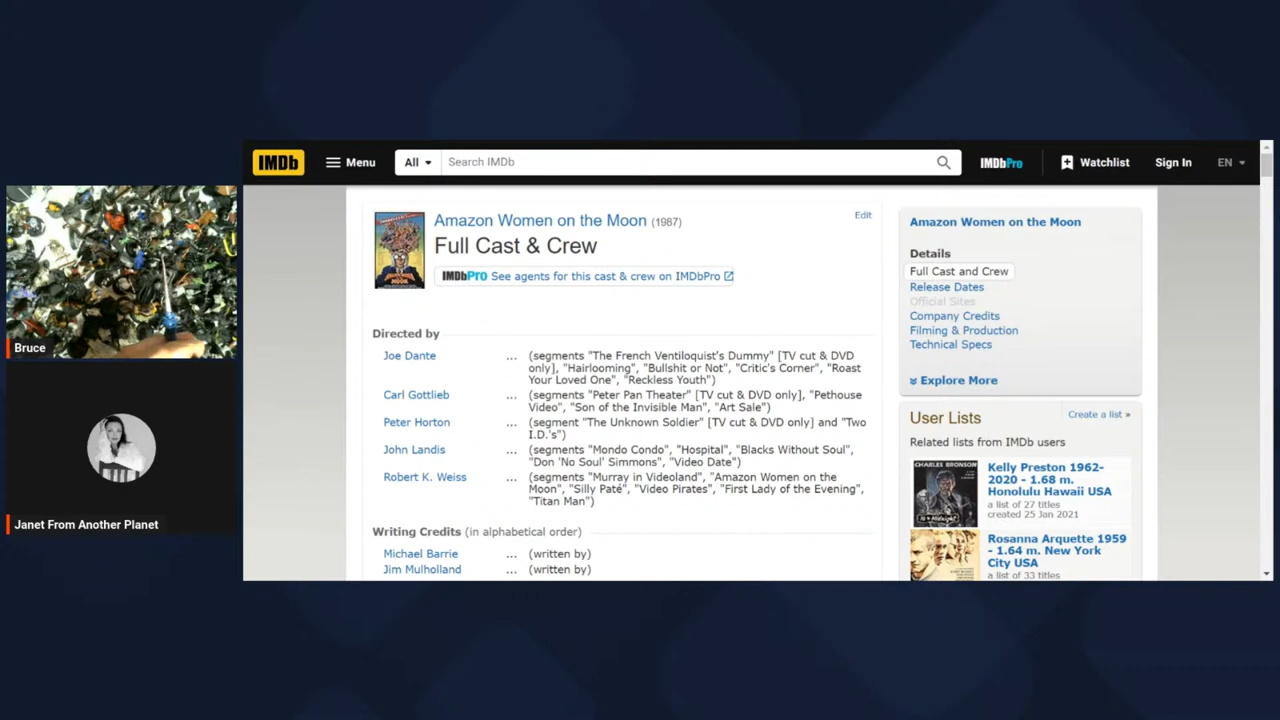 IMDb
Menu
All
Search IMDb
IMDbPro
Watchlist
Sign In
EN
Amazon Women on the Moon (1987)
Edit
Full Cast & Crew
IMDbPro See agents for this cast & crew on IMDbPro
Directed by
Joe Dante ... (segments "The French Ventiloquist's Dummy" [TV cut & DVD
only], "Hairlooming", "Bullshit or Not", "Critic's Corner", "Roast
Your Loved One", "Reckless Youth")
Carl Gottlieb ... (segments "Peter Pan Theater" [TV cut & DVD only], "Pethouse
Video", "Son of the Invisible Man", "Art Sale")
Peter Horton ... (segment "The Unknown Soldier" [TV cut & DVD only] and "Two
I.D.'s")
John Landis ... (segments "Mondo Condo", "Hospital", "Blacks Without Soul",
"Don 'No Soul' Simmons", "Video Date")
Robert K. Weiss ... (segments "Murray in Videoland", "Amazon Women on the
Moon", "Silly Paté", "Video Pirates", "First Lady of the Evening",
"Titan Man")
Writing Credits (in alphabetical order)
Michael Barrie ... (written by)
Jim Mulholland ... (written by)
Amazon Women on the Moon
Details
Full Cast and Crew
Release Dates
Official Sites
Company Credits
Filming & Production
Technical Specs
Explore More
User Lists
Create a list »
Related lists from IMDb users
CHARLES BRONSON
Kelly Preston 1962-
2020 - 1.68 m.
Honolulu Hawaii USA
a list of 27 titles
created 25 Jan 2021
Rosanna Arquette 1959
- 1.64 m. New York
City USA
a list of 33 titles
Bruce
Janet From Another Planet